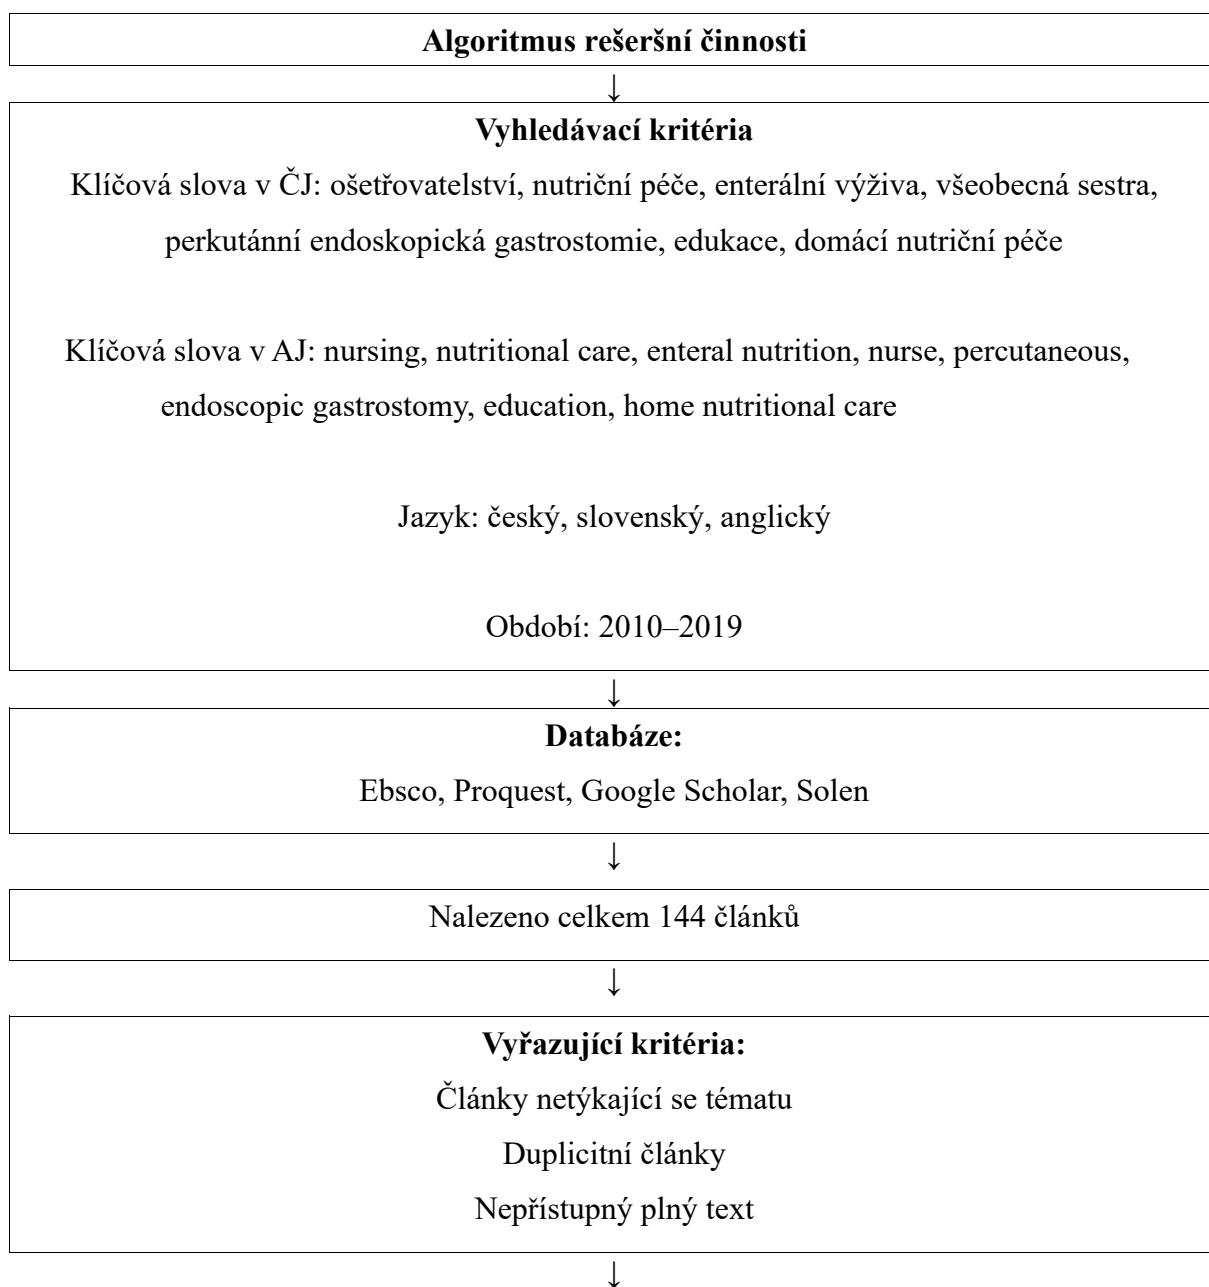 Algoritmus rešeršní činnosti
↓
Vyhledávací kritéria
Klíčová slova v ČJ: ošetřovatelství, nutriční péče, enterální výživa, všeobecná sestra,
perkutánní endoskopická gastrostomie, edukace, domácí nutriční péče
Klíčová slova v AJ: nursing, nutritional care, enteral nutrition, nurse, percutaneous,
endoscopic gastrostomy, education, home nutritional care
Jazyk: český, slovenský, anglický
Období: 2010–2019
↓
Databáze:
Ebsco, Proquest, Google Scholar, Solen
↓
Nalezeno celkem 144 článků
↓
Vyřazující kritéria:
Články netýkající se tématu
Duplicitní články
Nepřístupný plný text
↓